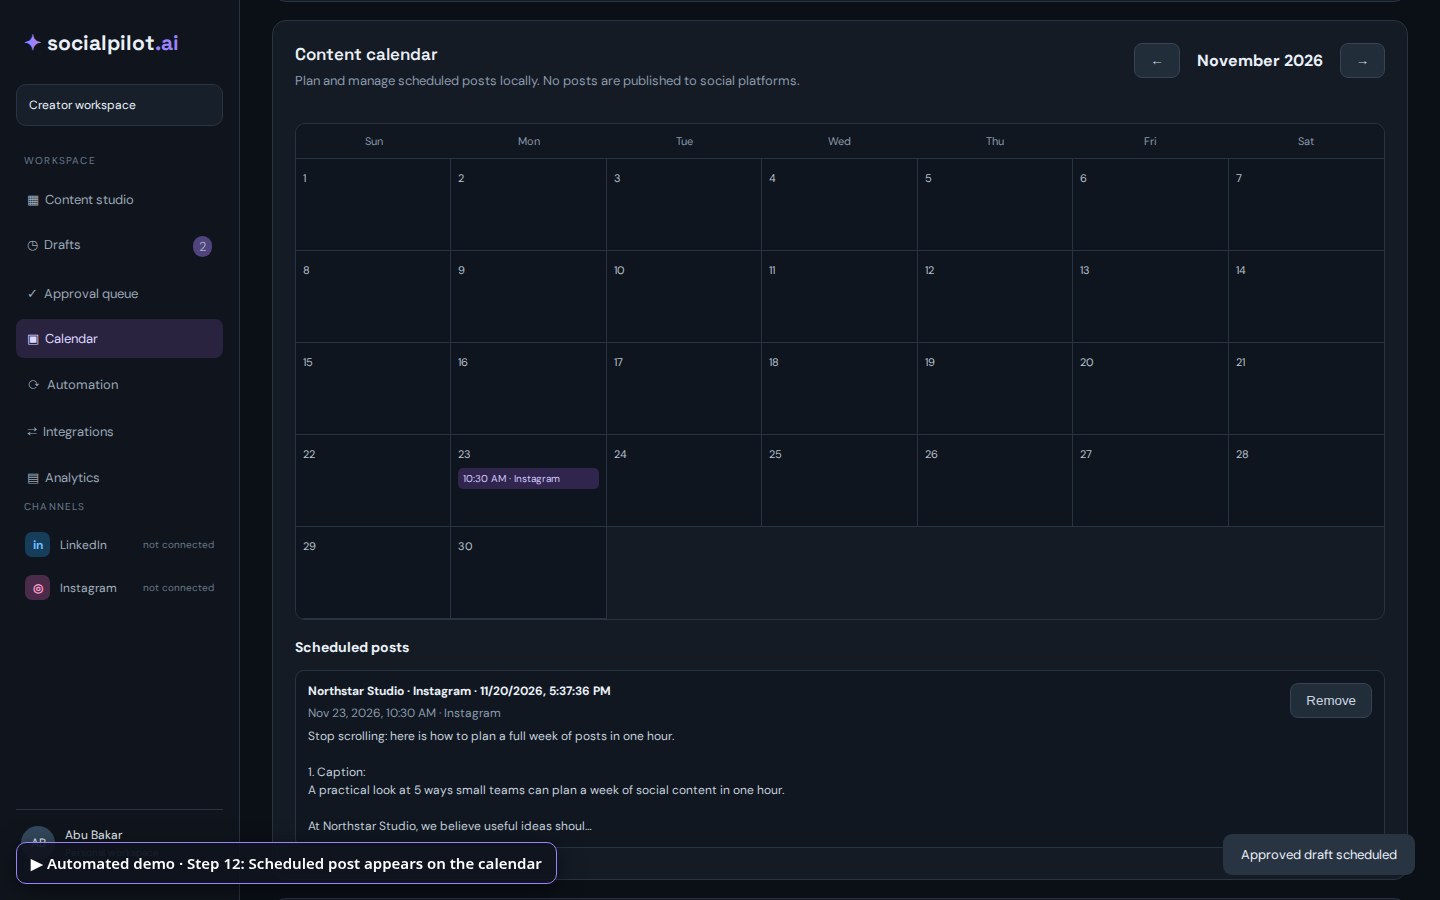 ✦ socialpilot.ai
Creator workspace
WORKSPACE
▦ Content studio
◷ Drafts 2
✓ Approval queue
▣ Calendar
⟳ Automation
⇄ Integrations
▤ Analytics
CHANNELS
in LinkedIn not connected
◎ Instagram not connected
Abu Bakar
Content calendar
Plan and manage scheduled posts locally. No posts are published to social platforms.
← November 2026 →
Sun Mon Tue Wed Thu Fri Sat
1 2 3 4 5 6 7
8 9 10 11 12 13 14
15 16 17 18 19 20 21
22 23 24 25 26 27 28
10:30 AM · Instagram
29 30
Scheduled posts
Northstar Studio · Instagram · 11/20/2026, 5:37:36 PM
Remove
Nov 23, 2026, 10:30 AM · Instagram
Stop scrolling: here is how to plan a full week of posts in one hour.
1. Caption:
A practical look at 5 ways small teams can plan a week of social content in one hour.
At Northstar Studio, we believe useful ideas shoul…
▶ Automated demo · Step 12: Scheduled post appears on the calendar
Approved draft scheduled